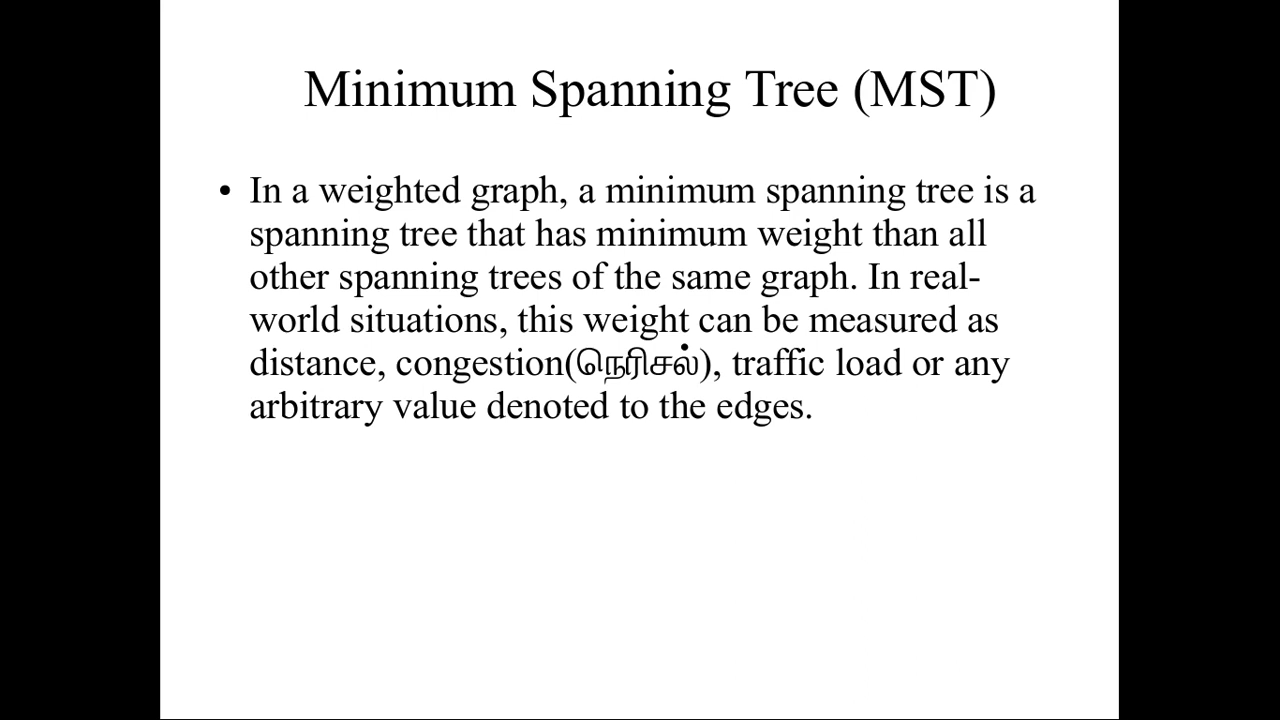 Minimum Spanning Tree (MST)
• In a weighted graph, a minimum spanning tree is a
spanning tree that has minimum weight than all
other spanning trees of the same graph. In real-
world situations, this weight can be measured as
distance, congestion(நெரிசல்), traffic load or any
arbitrary value denoted to the edges.